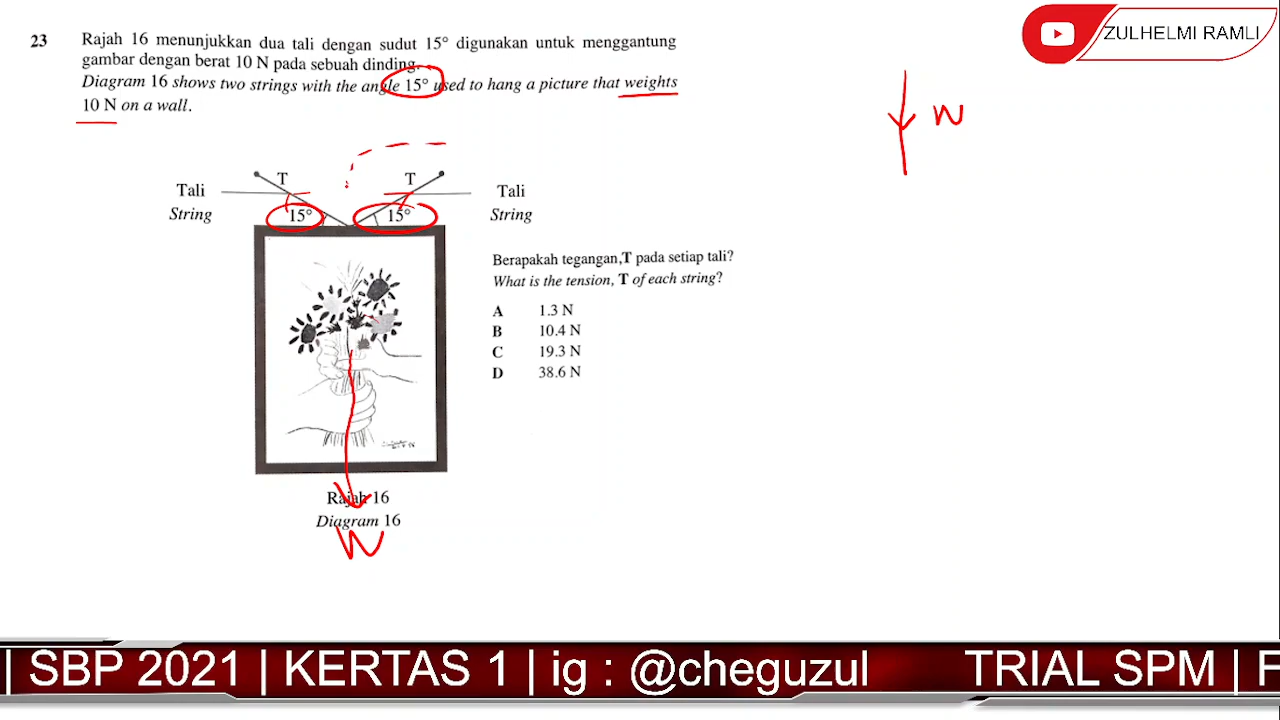 ZULHELMI RAMLI
23 Rajah 16 menunjukkan dua tali dengan sudut 15° digunakan untuk menggantung
gambar dengan berat 10 N pada sebuah dinding.
Diagram 16 shows two strings with the angle 15° used to hang a picture that weights
10 N on a wall.
W
T T
Tali Tali
String 15° 15° String
Berapakah tegangan,T pada setiap tali?
What is the tension, T of each string?
A 1.3 N
B 10.4 N
C 19.3 N
D 38.6 N
Rajah 16
Diagram 16
W
| SBP 2021 | KERTAS 1 | ig : @cheguzul TRIAL SPM | F